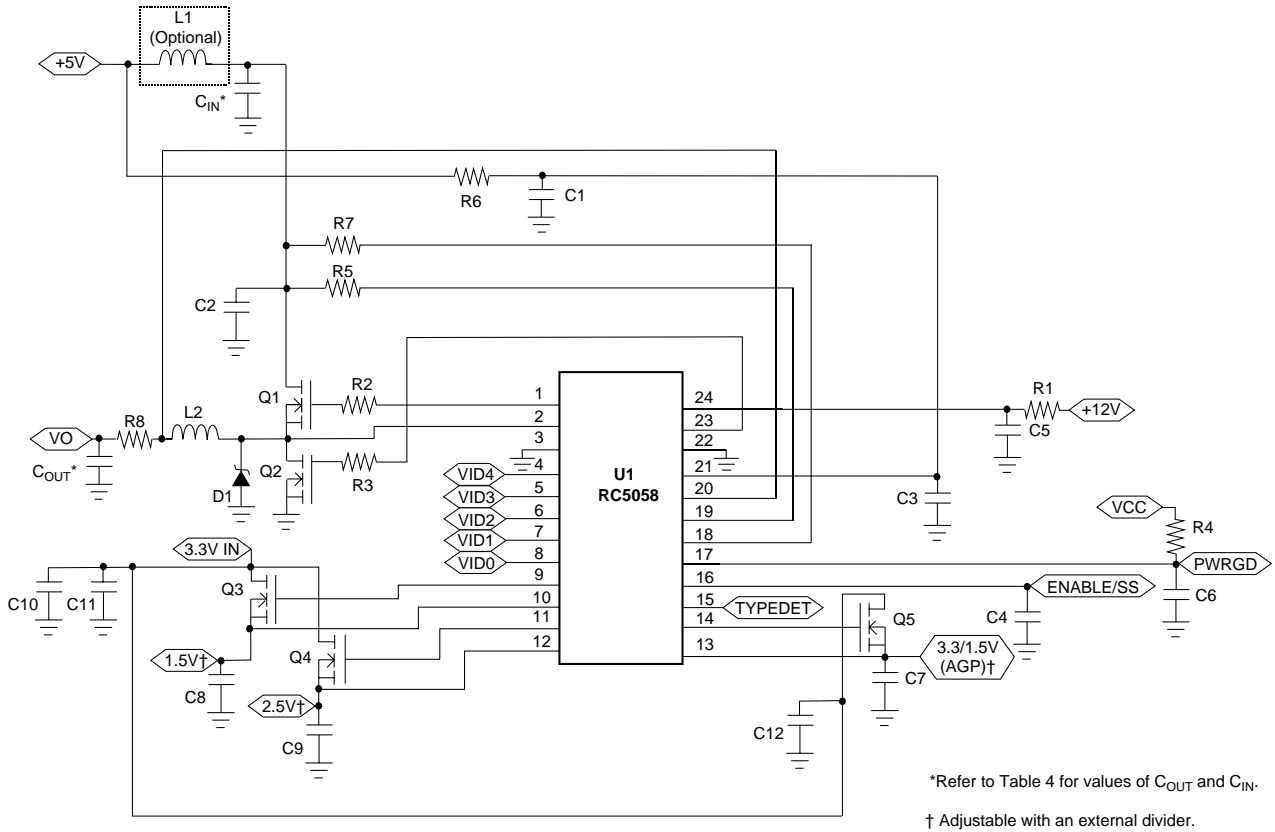 L1
(Optional)
+5V
CIN*
R6
C1
R7
R5
C2
Q1
R2
R8
L2
VO
COUT*
Q2
D1
R3
1
2
3
4
5
6
7
8
9
10
11
12
U1
RC5058
24
23
22
21
20
19
18
17
16
15
14
13
R1
+12V
C5
C3
VCC
R4
PWRGD
C6
ENABLE/SS
C4
TYPEDET
Q5
3.3/1.5V
(AGP)†
C7
C12
VID4
VID3
VID2
VID1
VID0
3.3V IN
C10
C11
Q3
1.5V†
C8
Q4
2.5V†
C9
*Refer to Table 4 for values of COUT and CIN.
† Adjustable with an external divider.